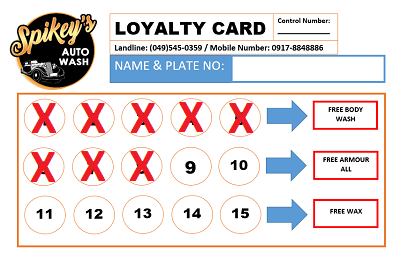 Spikey's
AUTO
WASH
LOYALTY CARD
Control Number:
Landline: (049)545-0359 / Mobile Number: 0917-8848886
NAME & PLATE NO:
X X X X X
FREE BODY
WASH
X X X 9 10
FREE ARMOUR
ALL
11 12 13 14 15
FREE WAX